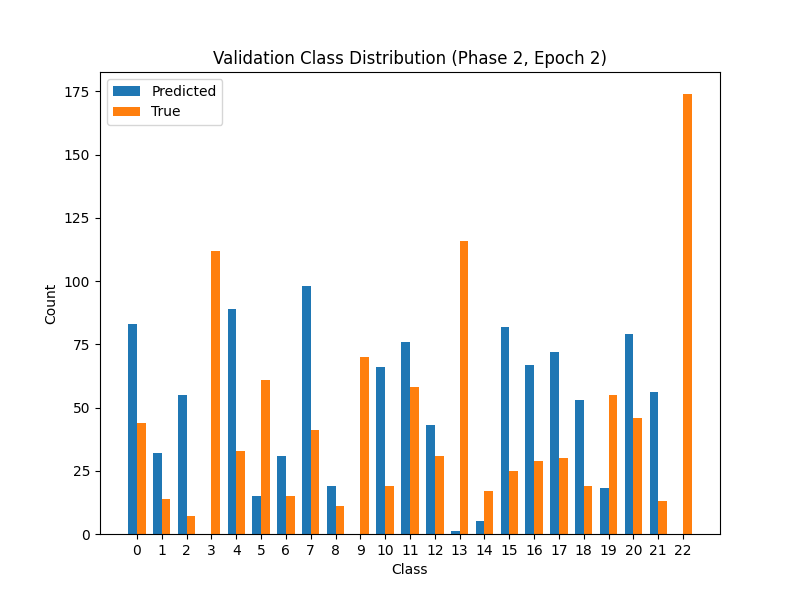 Validation Class Distribution (Phase 2, Epoch 2)
Predicted
True
175
150
125
100
75
50
25
0
Count
0 1 2 3 4 5 6 7 8 9 10 11 12 13 14 15 16 17 18 19 20 21 22
Class